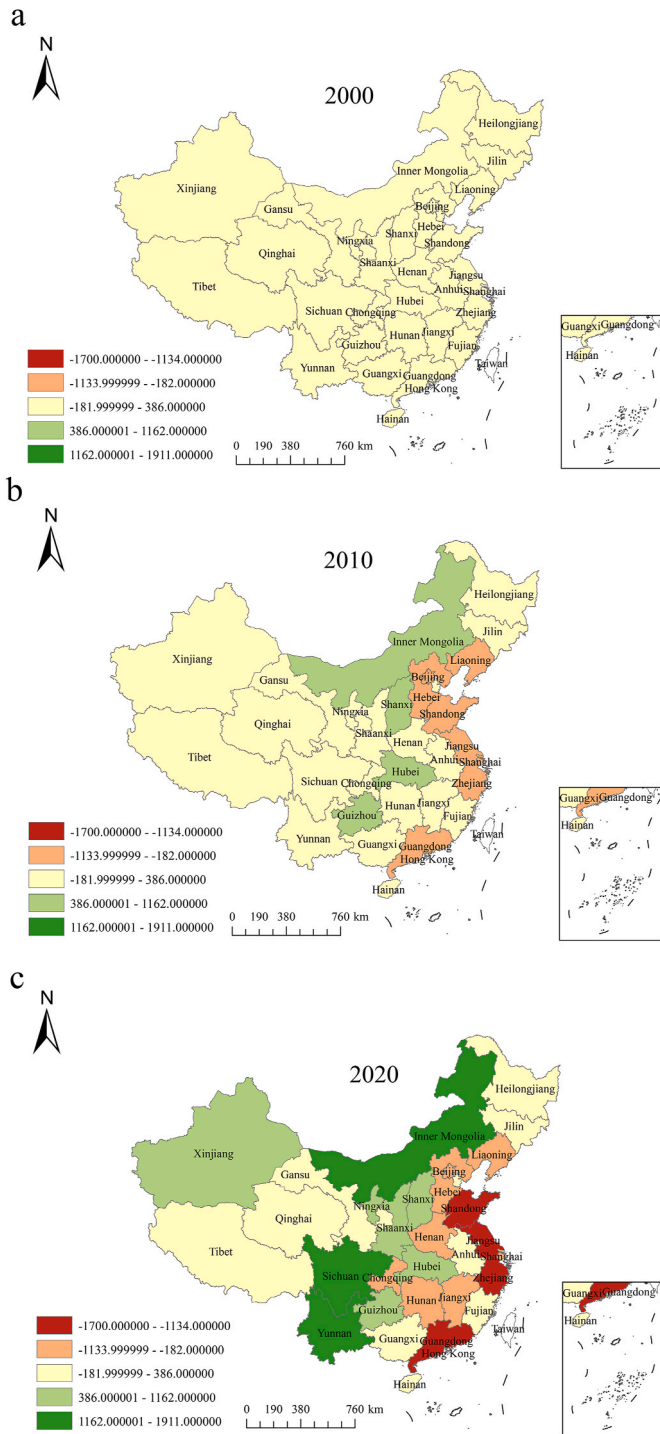 a
N
2000
Heilongjiang
Jilin
Inner Mongolia
Liaoning
Xinjiang
Beijing
Gansu
Hebei
Shanxi
Ningxia
Shandong
Qinghai
Shaanxi
Henan
Jiangsu
Tibet
Anhui
Shanghai
Sichuan
Chongqing
Hubei
Zhejiang
Hunan
Jiangxi
Guizhou
Fujian
Yunnan
Guangxi
Guangdong
Taiwan
Hong Kong
Hainan
Guangxi Guangdong
Hainan
-1700.000000 - -1134.000000
-1133.999999 - -182.000000
-181.999999 - 386.000000
386.000001 - 1162.000000
1162.000001 - 1911.000000
0 190 380 760 km
b
N
2010
Heilongjiang
Jilin
Inner Mongolia
Liaoning
Xinjiang
Beijing
Gansu
Hebei
Shanxi
Ningxia
Shandong
Qinghai
Shaanxi
Henan
Jiangsu
Tibet
Anhui
Shanghai
Sichuan
Chongqing
Hubei
Zhejiang
Hunan
Jiangxi
Guizhou
Fujian
Yunnan
Guangxi
Guangdong
Taiwan
Hong Kong
Hainan
Guangxi Guangdong
Hainan
-1700.000000 - -1134.000000
-1133.999999 - -182.000000
-181.999999 - 386.000000
386.000001 - 1162.000000
1162.000001 - 1911.000000
0 190 380 760 km
c
N
2020
Heilongjiang
Jilin
Inner Mongolia
Liaoning
Xinjiang
Beijing
Gansu
Hebei
Shanxi
Ningxia
Shandong
Qinghai
Shaanxi
Henan
Jiangsu
Tibet
Anhui
Shanghai
Sichuan
Chongqing
Hubei
Zhejiang
Hunan
Jiangxi
Guizhou
Fujian
Yunnan
Guangxi
Guangdong
Taiwan
Hong Kong
Hainan
Guangxi Guangdong
Hainan
-1700.000000 - -1134.000000
-1133.999999 - -182.000000
-181.999999 - 386.000000
386.000001 - 1162.000000
1162.000001 - 1911.000000
0 190 380 760 km